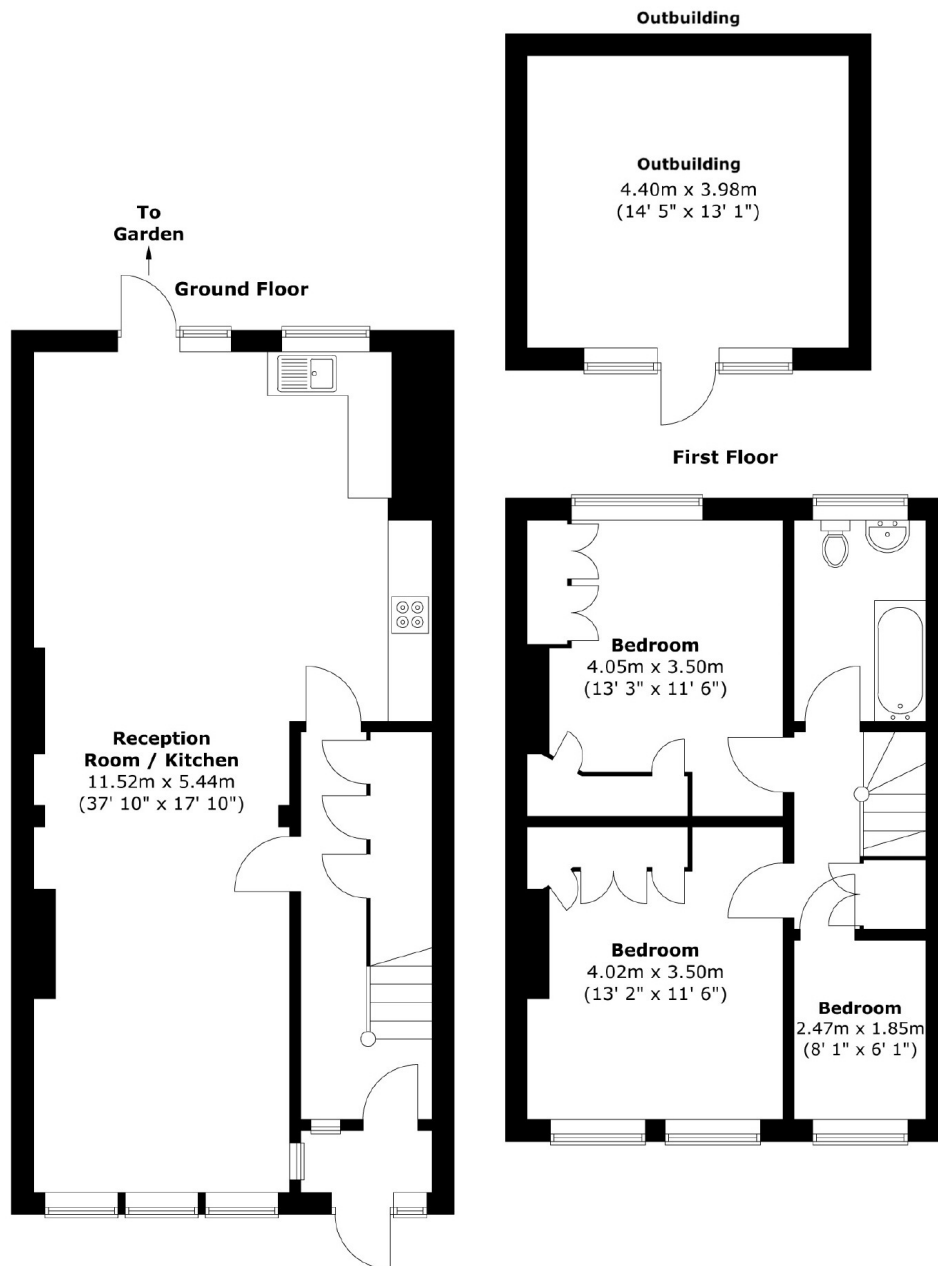 Outbuilding
Outbuilding
4.40m x 3.98m
(14' 5" x 13' 1")
To
Garden
Ground Floor
Reception
Room / Kitchen
11.52m x 5.44m
(37' 10" x 17' 10")
First Floor
Bedroom
4.05m x 3.50m
(13' 3" x 11' 6")
Bedroom
4.02m x 3.50m
(13' 2" x 11' 6")
Bedroom
2.47m x 1.85m
(8' 1" x 6' 1")